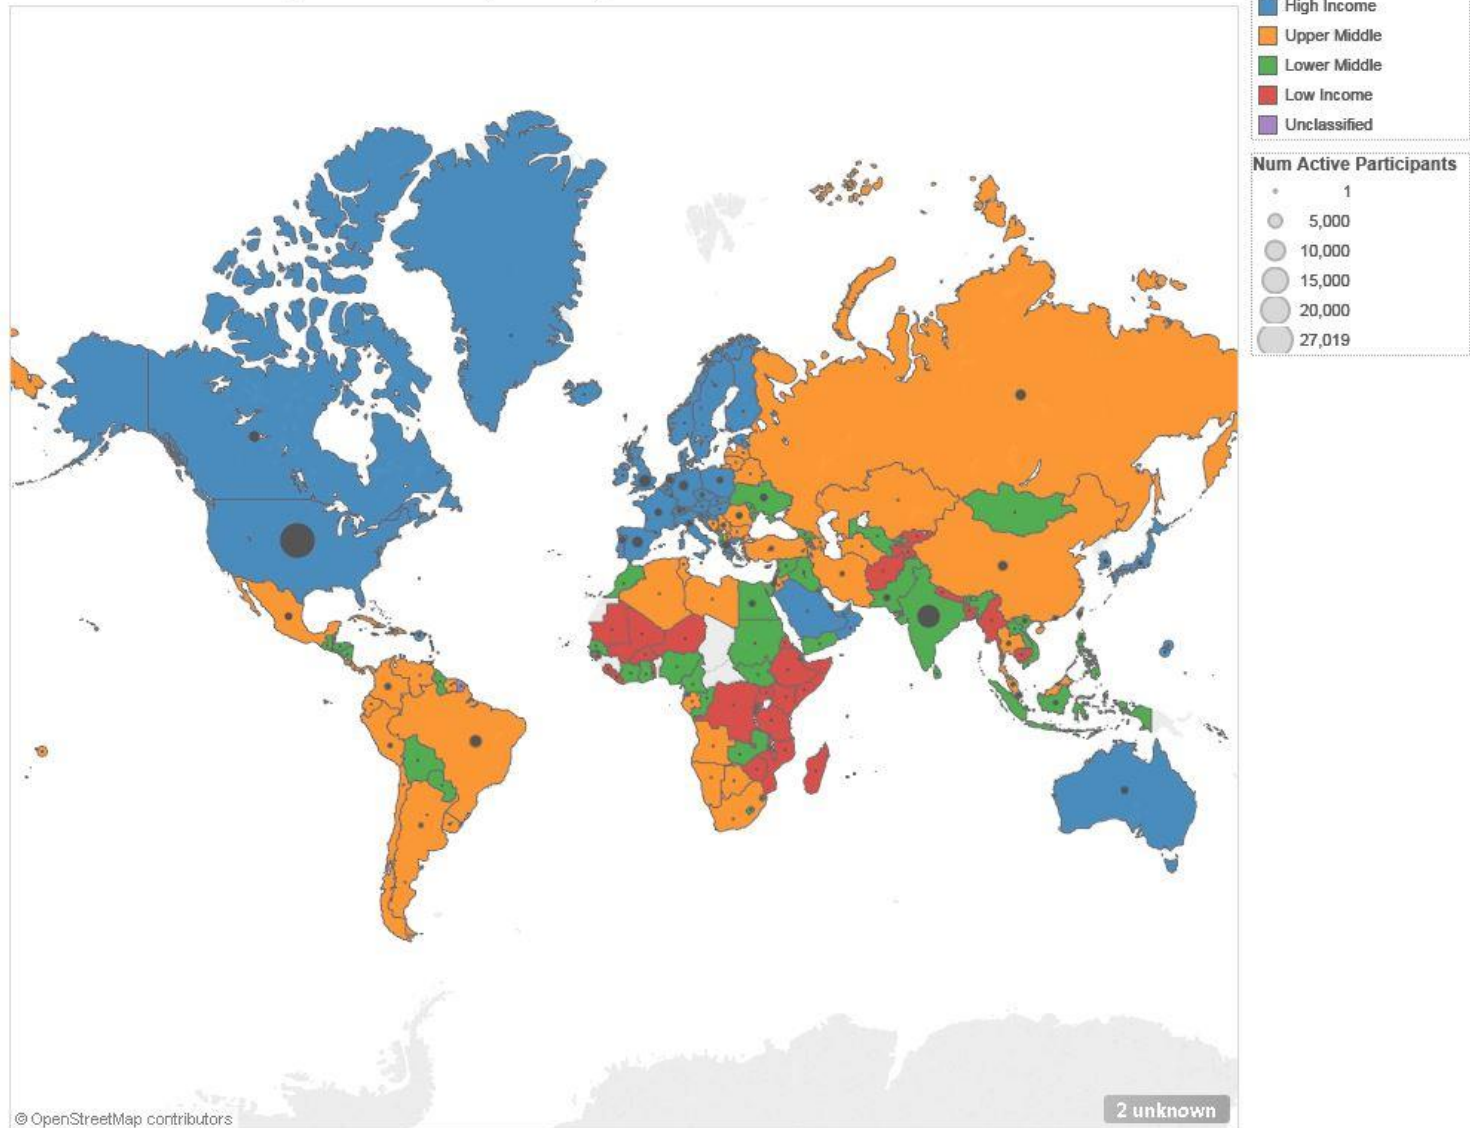 High Income
Upper Middle
Lower Middle
Low Income
Unclassified
Num Active Participants
1
5,000
10,000
15,000
20,000
27,019
2 unknown
© OpenStreetMap contributors